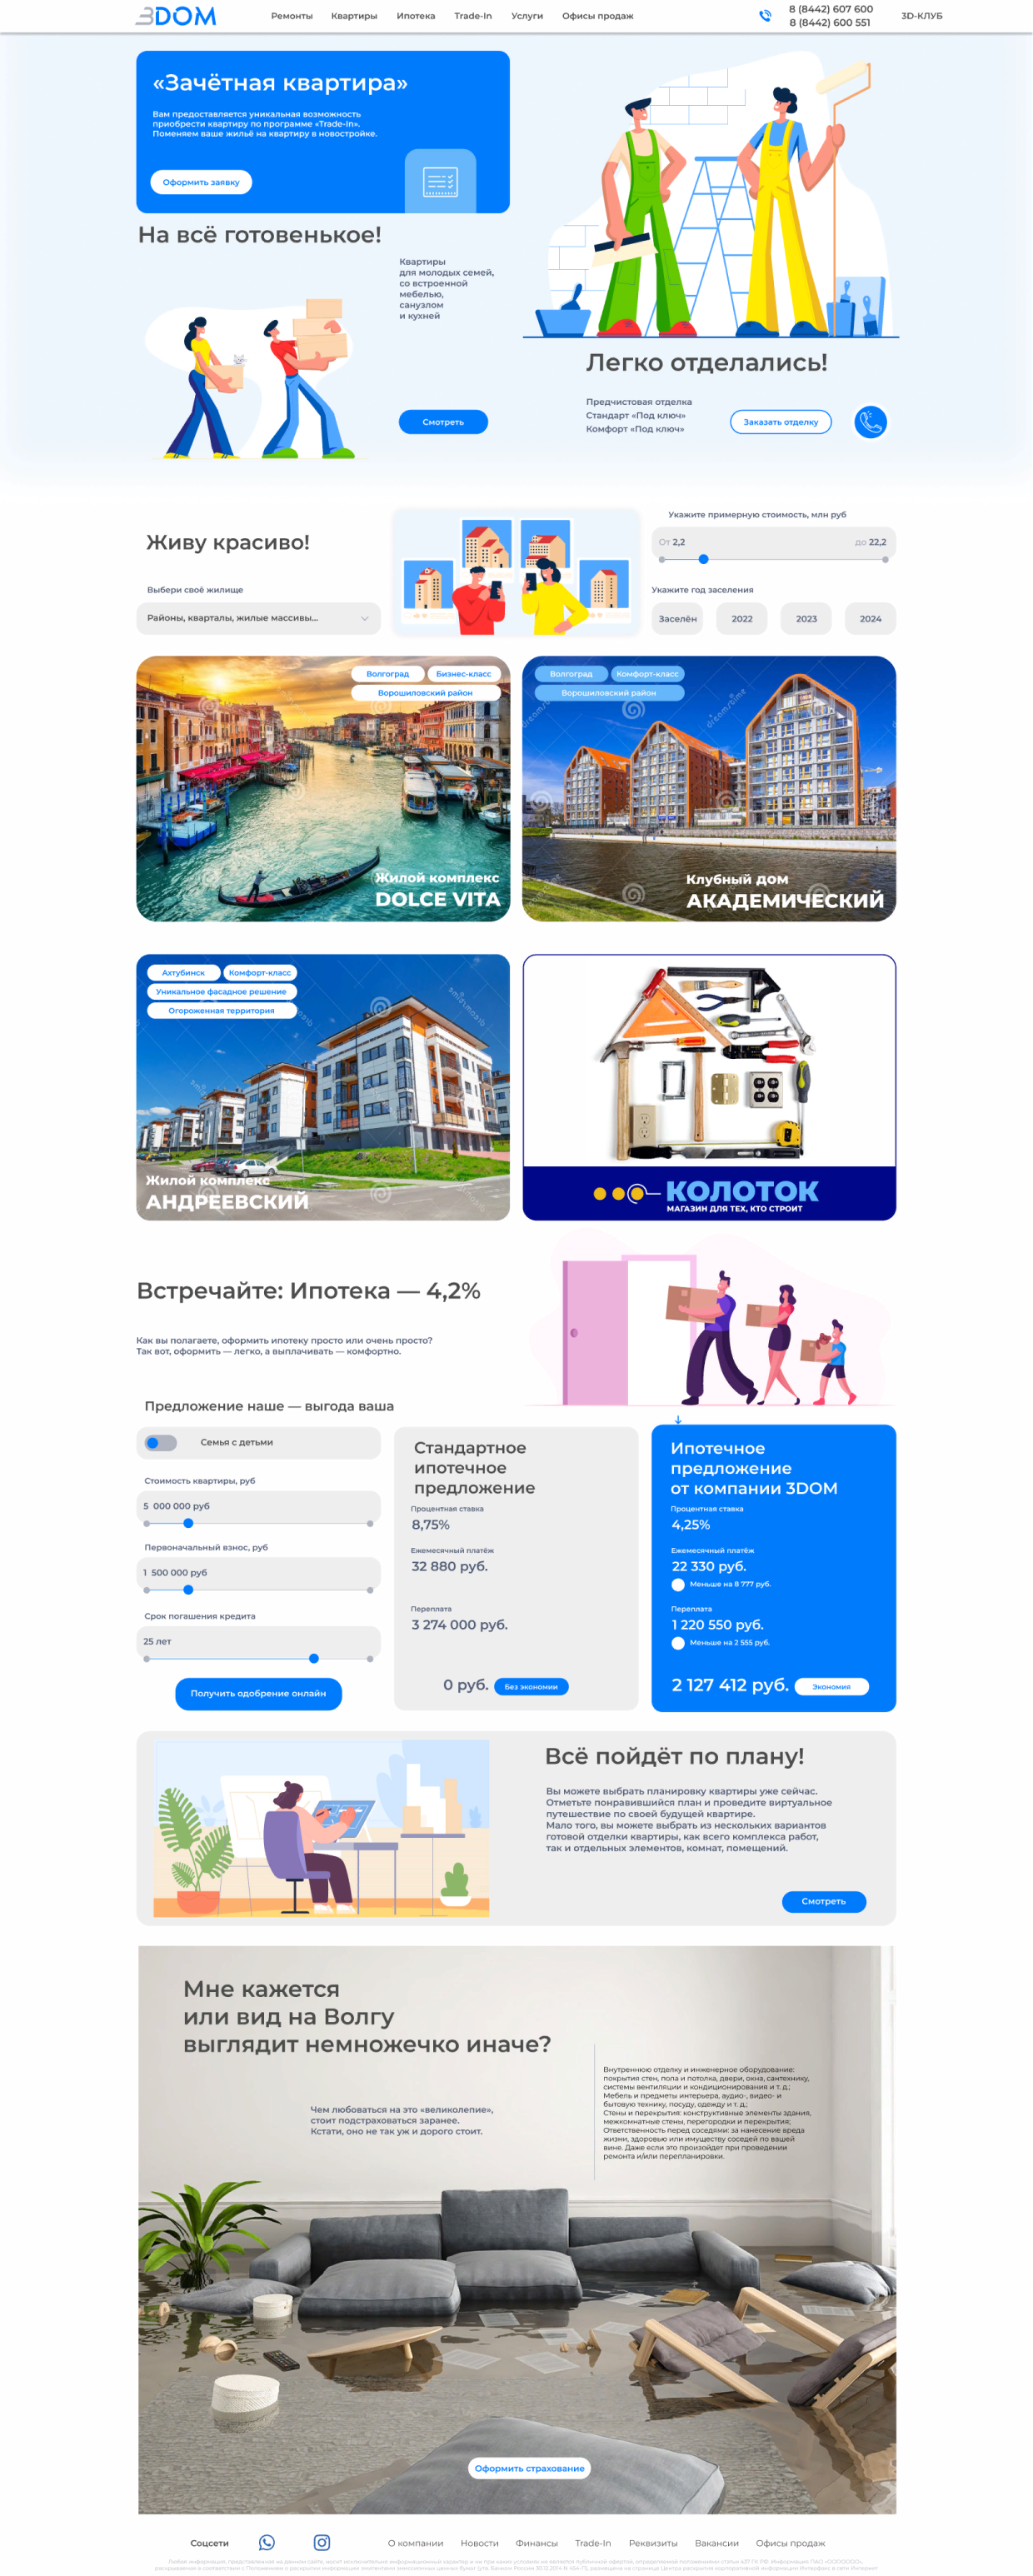 3DOM
Ремонты Квартиры Ипотека Trade-In Услуги Офисы продаж
8 (8442) 607 600
8 (8442) 600 551
3D-КЛУБ
«Зачётная квартира»
Вам предоставляется уникальная возможность
приобрести квартиру по программе «Trade-In».
Поменяем ваше жильё на квартиру в новостройке.
Оформить заявку
На всё готовенькое!
Квартиры
для молодых семей,
со встроенной
мебелью,
санузлом
и кухней
Смотреть
Легко отделались!
Предчистовая отделка
Стандарт «Под ключ»
Комфорт «Под ключ»
Заказать отделку
Живу красиво!
Выбери своё жилище
Районы, кварталы, жилые массивы...
Укажите примерную стоимость, млн руб
От 2,2 до 22,2
Укажите год заселения
Заселён 2022 2023 2024
Волгоград Бизнес-класс
Ворошиловский район
Жилой комплекс
DOLCE VITA
Волгоград Комфорт-класс
Ворошиловский район
dreamstime
Клубный дом
АКАДЕМИЧЕСКИЙ
Ахтубинск Комфорт-класс
Уникальное фасадное решение
Огороженная территория
Жилой комплекс
АНДРЕЕВСКИЙ
КОЛОТОК
МАГАЗИН ДЛЯ ТЕХ, КТО СТРОИТ
Встречайте: Ипотека — 4,2%
Как вы полагаете, оформить ипотеку просто или очень просто?
Так вот, оформить — легко, а выплачивать — комфортно.
Предложение наше — выгода ваша
Семья с детьми
Стоимость квартиры, руб
5 000 000 руб
Первоначальный взнос, руб
1 500 000 руб
Срок погашения кредита
25 лет
Получить одобрение онлайн
Стандартное
ипотечное
предложение
Процентная ставка
8,75%
Ежемесячный платёж
32 880 руб.
Переплата
3 274 000 руб.
0 руб. Без экономии
Ипотечное
предложение
от компании 3DOM
Процентная ставка
4,25%
Ежемесячный платёж
22 330 руб.
Меньше на 8 777 руб.
Переплата
1 220 550 руб.
Меньше на 2 555 руб.
2 127 412 руб. Экономия
Всё пойдёт по плану!
Вы можете выбрать планировку квартиры уже сейчас.
Отметьте понравившийся план и проведите виртуальное
путешествие по своей будущей квартире.
Мало того, вы можете выбрать из нескольких вариантов
готовой отделки квартиры, как всего комплекса работ,
так и отдельных элементов, комнат, помещений.
Смотреть
Мне кажется
или вид на Волгу
выглядит немножечко иначе?
Чем любоваться на это «великолепие»,
стоит подстраховаться заранее.
Кстати, оно не так уж и дорого стоит.
Внутреннюю отделку и инженерное оборудование:
покрытия стен, пола и потолка, двери, окна, сантехнику,
системы вентиляции и кондиционирования и т. д.;
Мебель и предметы интерьера, аудио-, видео- и
бытовую технику, посуду, одежду и т. д.;
Стены и перекрытия: конструктивные элементы здания,
межкомнатные стены, перегородки и перекрытия;
Ответственность перед соседями: за нанесение вреда
жизни, здоровью или имуществу соседей по вашей
вине. Даже если это произойдет при проведении
ремонта и/или перепланировки.
Оформить страхование
Соцсети
О компании Новости Финансы Trade-In Реквизиты Вакансии Офисы продаж